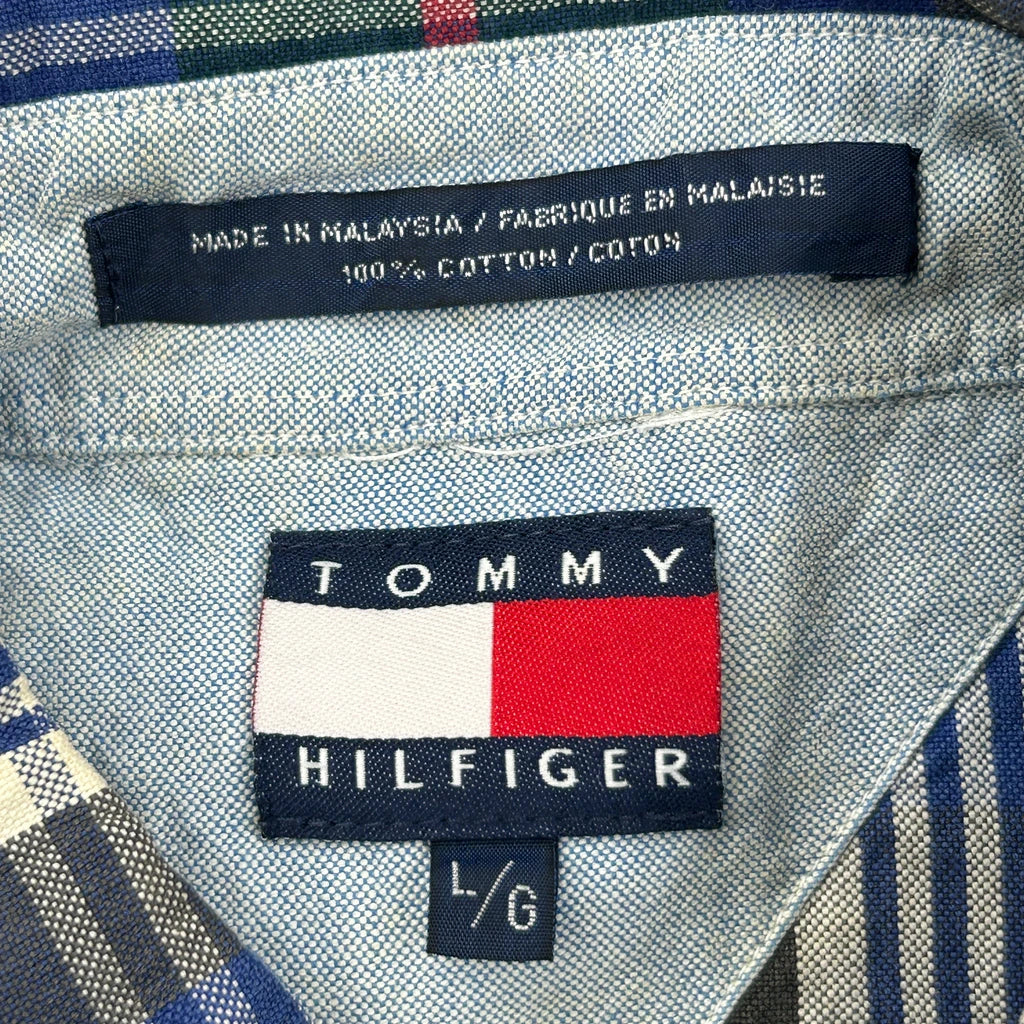 MADE IN MALAYSIA / FABRIQUE EN MALAISIE
100% COTTON / COTON
TOMMY
HILFIGER
L/G